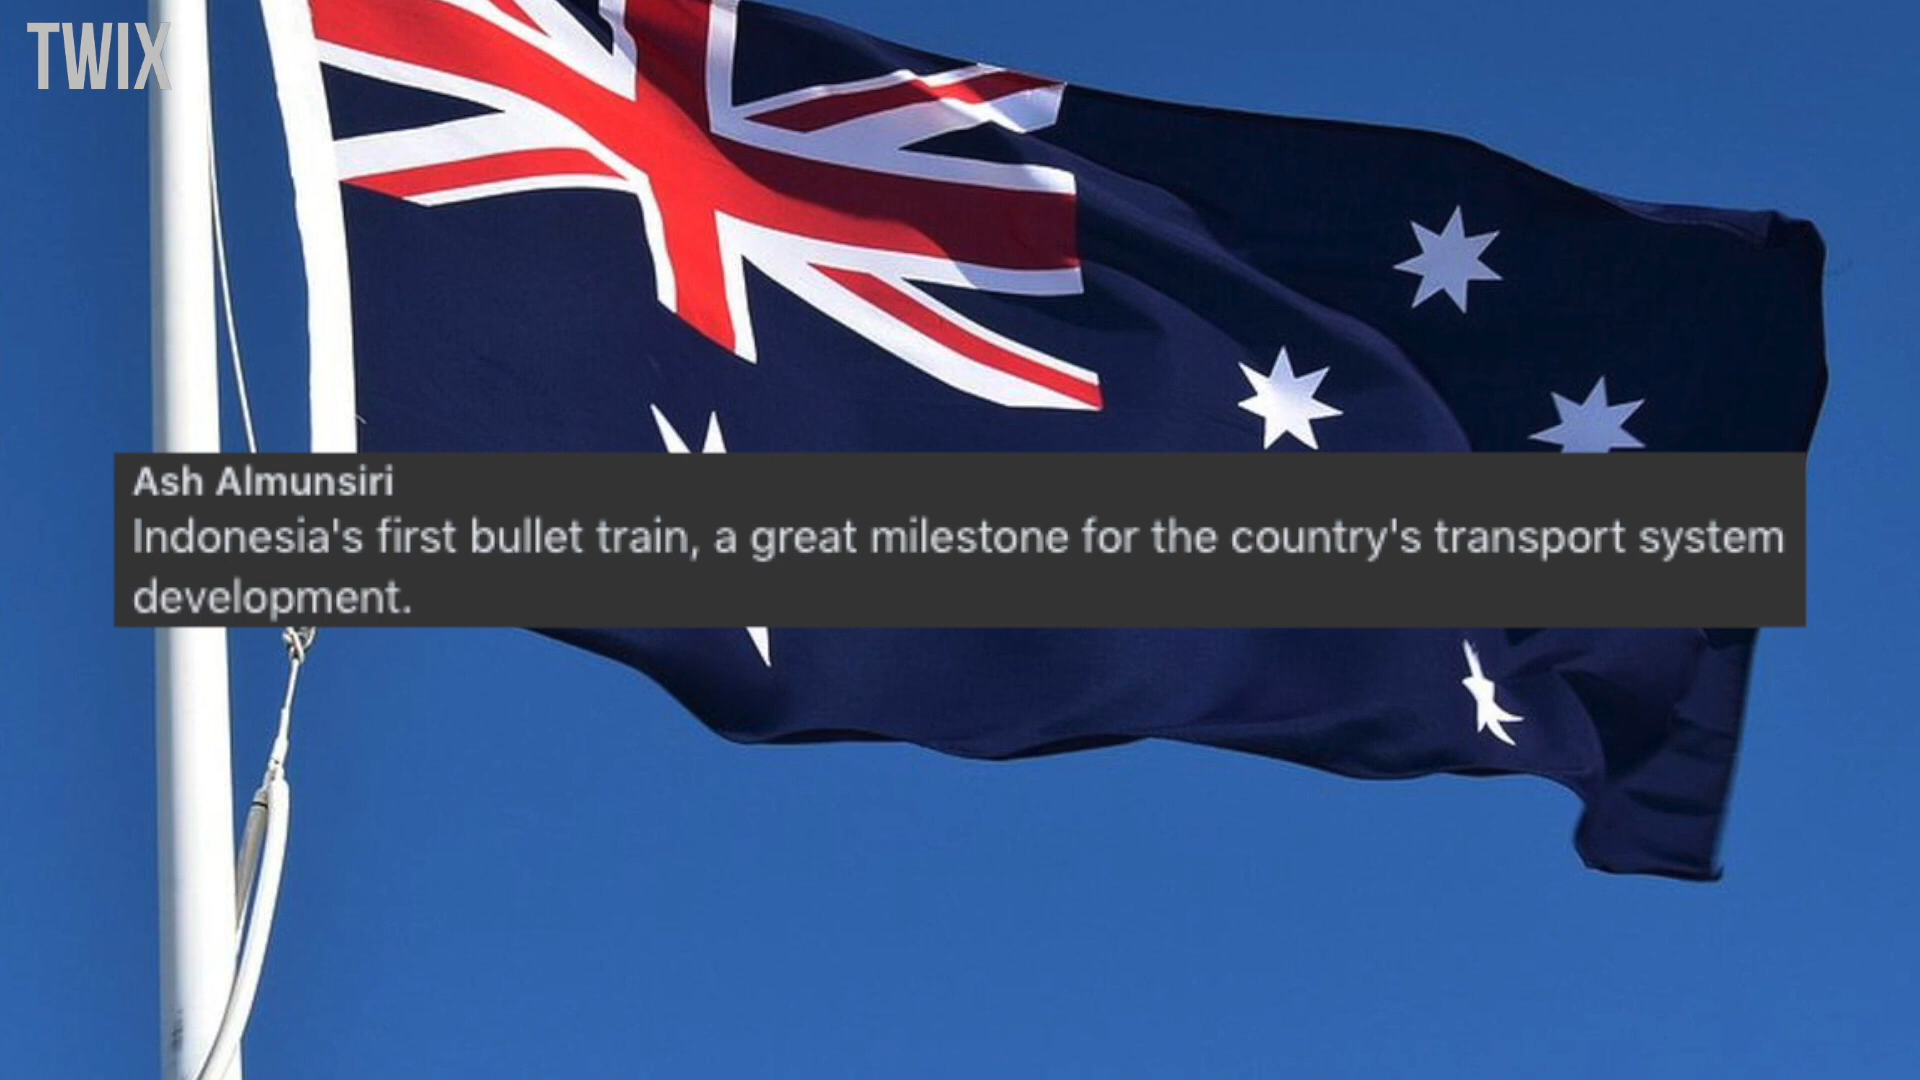 TWIX
Ash Almunsiri
Indonesia's first bullet train, a great milestone for the country's transport system
development.